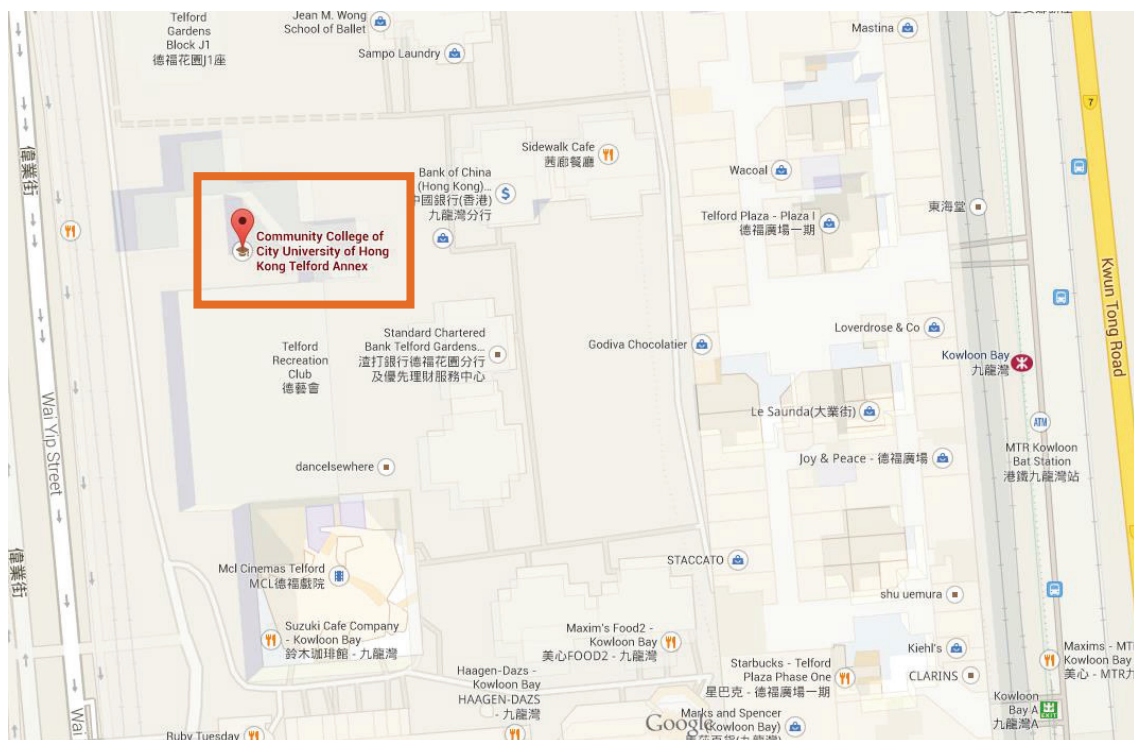 Telford
Gardens
Block J1
德福花園J1座
Jean M. Wong
School of Ballet
Sampo Laundry
Mastina
7
偉業街
Sidewalk Cafe
茜廊餐廳
Bank of China
(Hong Kong)...
中國銀行(香港)
九龍灣分行
Wacoal
東海堂
Telford Plaza - Plaza I
德福廣場一期
Community College of
City University of Hong
Kong Telford Annex
Kwun Tong Road
Telford
Recreation
Club
德藝會
Standard Chartered
Bank Telford Gardens...
渣打銀行德福花園分行
及優先理財服務中心
Godiva Chocolatier
Loverdrose & Co
Kowloon Bay
九龍灣
Wai Yip Street
Le Saunda(大業街)
ATM
MTR Kowloon
Bat Station
港鐵九龍灣站
Joy & Peace - 德福廣場
dancelsewhere
偉業街
Mcl Cinemas Telford
MCL德福戲院
STACCATO
shu uemura
Suzuki Cafe Company
- Kowloon Bay
鈴木珈琲館 - 九龍灣
Maxim's Food2 -
Kowloon Bay
美心FOOD2 - 九龍灣
Kiehl's
Maxims - MTR
Kowloon Bay
美心 - MTR九
Haagen-Dazs -
Kowloon Bay
HAAGEN-DAZS
- 九龍灣
Starbucks - Telford
Plaza Phase One
星巴克 - 德福廣場一期
CLARINS
Kowloon
Bay A
九龍灣A
EXIT
Wai
Ruby Tuesday
Marks and Spencer
(Kowloon Bay)
Google